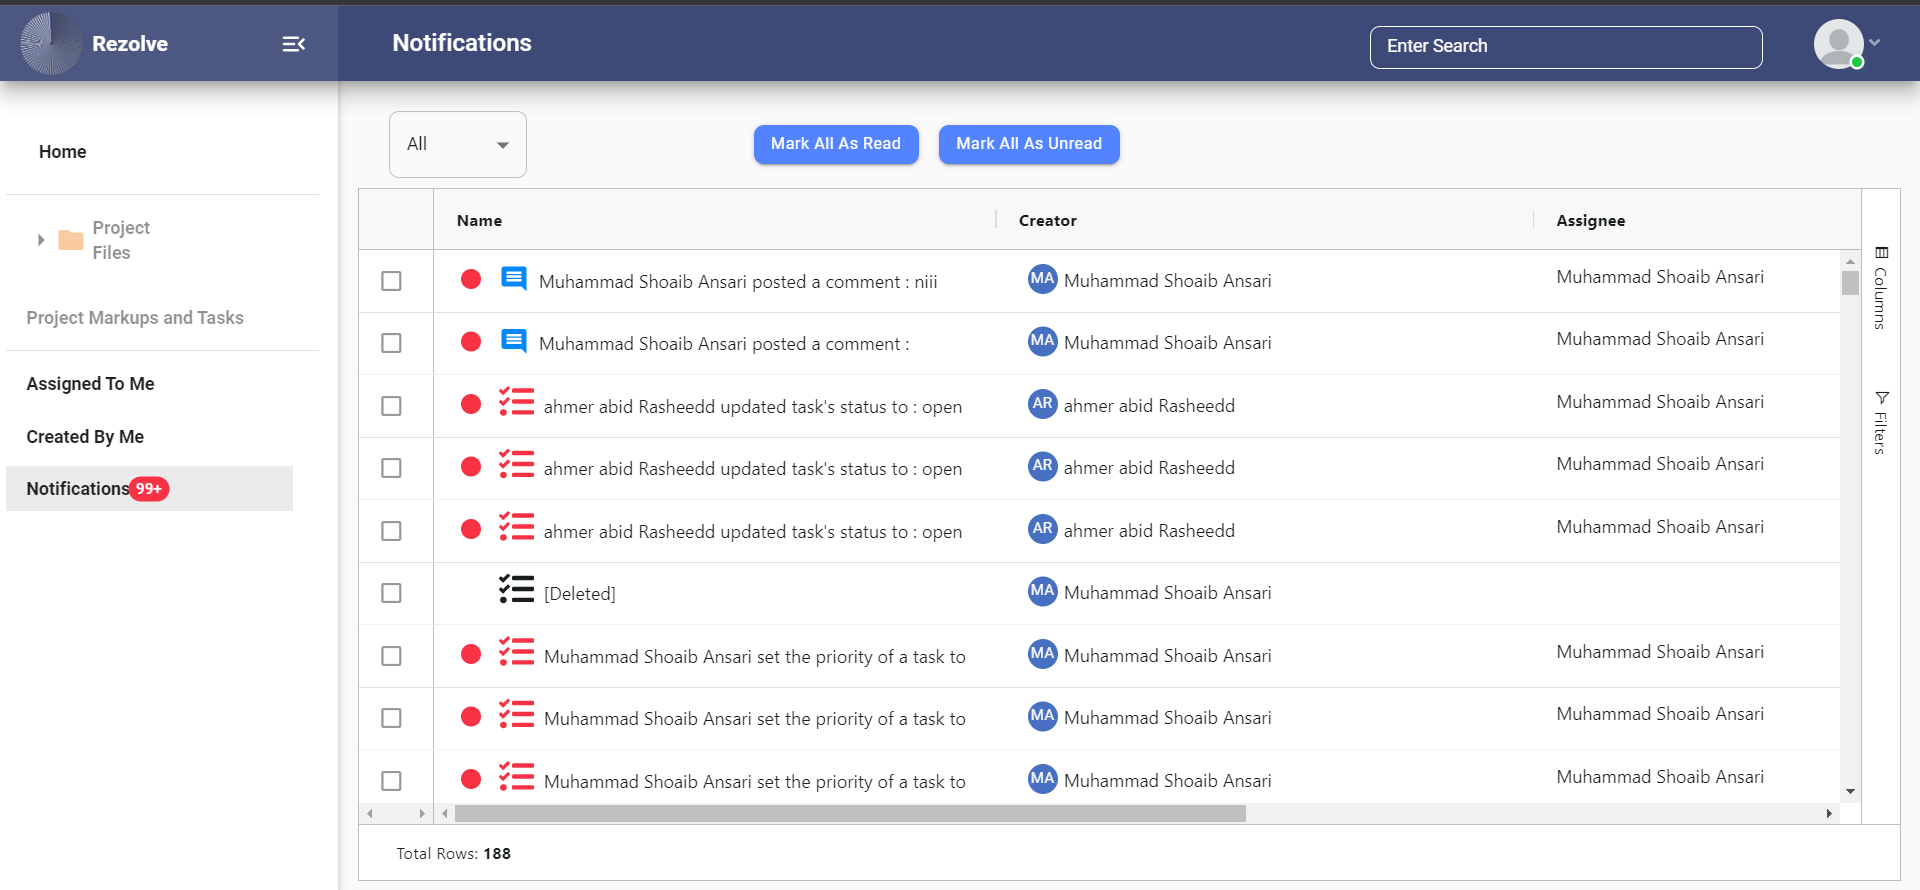 Rezolve
Notifications
Enter Search
Home
Project
Files
Project Markups and Tasks
Assigned To Me
Created By Me
Notifications 99+
All
Mark All As Read
Mark All As Unread
Name Creator Assignee
Muhammad Shoaib Ansari posted a comment : niii MA Muhammad Shoaib Ansari Muhammad Shoaib Ansari
Muhammad Shoaib Ansari posted a comment : MA Muhammad Shoaib Ansari Muhammad Shoaib Ansari
ahmer abid Rasheedd updated task's status to : open AR ahmer abid Rasheedd Muhammad Shoaib Ansari
ahmer abid Rasheedd updated task's status to : open AR ahmer abid Rasheedd Muhammad Shoaib Ansari
ahmer abid Rasheedd updated task's status to : open AR ahmer abid Rasheedd Muhammad Shoaib Ansari
[Deleted] MA Muhammad Shoaib Ansari
Muhammad Shoaib Ansari set the priority of a task to MA Muhammad Shoaib Ansari Muhammad Shoaib Ansari
Muhammad Shoaib Ansari set the priority of a task to MA Muhammad Shoaib Ansari Muhammad Shoaib Ansari
Muhammad Shoaib Ansari set the priority of a task to MA Muhammad Shoaib Ansari Muhammad Shoaib Ansari
Columns
Filters
Total Rows: 188